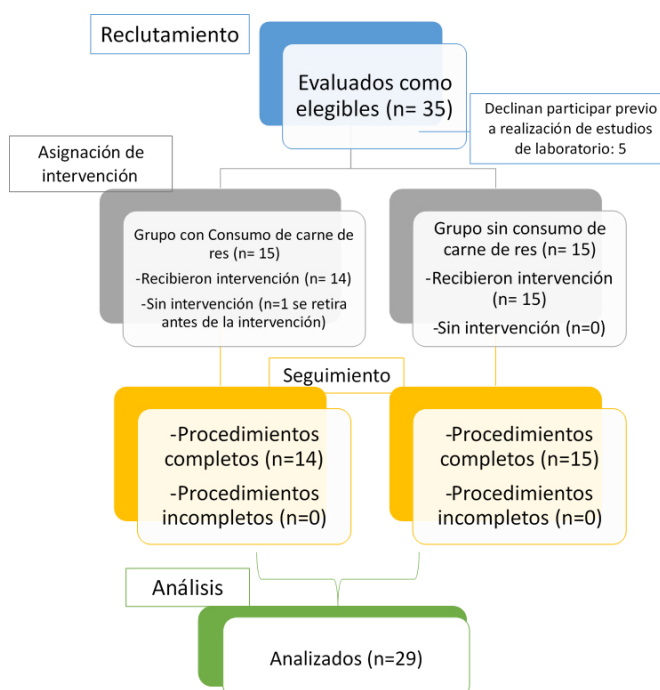 Reclutamiento
Evaluados como
elegibles (n= 35)
Declinan participar previo
a realización de estudios
de laboratorio: 5
Asignación de
intervención
Grupo con Consumo de carne de
res (n= 15)
-Recibieron intervención (n= 14)
-Sin intervención (n=1 se retira
antes de la intervención)
Grupo sin consumo de
carne de res (n= 15)
-Recibieron intervención
(n= 15)
-Sin intervención (n=0)
Seguimiento
-Procedimientos
completos (n=14)
-Procedimientos
incompletos (n=0)
-Procedimientos
completos (n=15)
-Procedimientos
incompletos (n=0)
Análisis
Analizados (n=29)